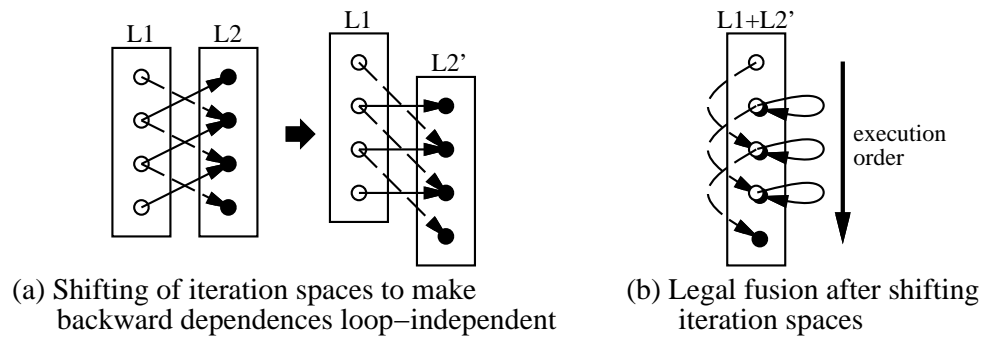 L1 L2 L1 L2’ L1+L2’
execution
order
(a) Shifting of iteration spaces to make
backward dependences loop–independent
(b) Legal fusion after shifting
iteration spaces